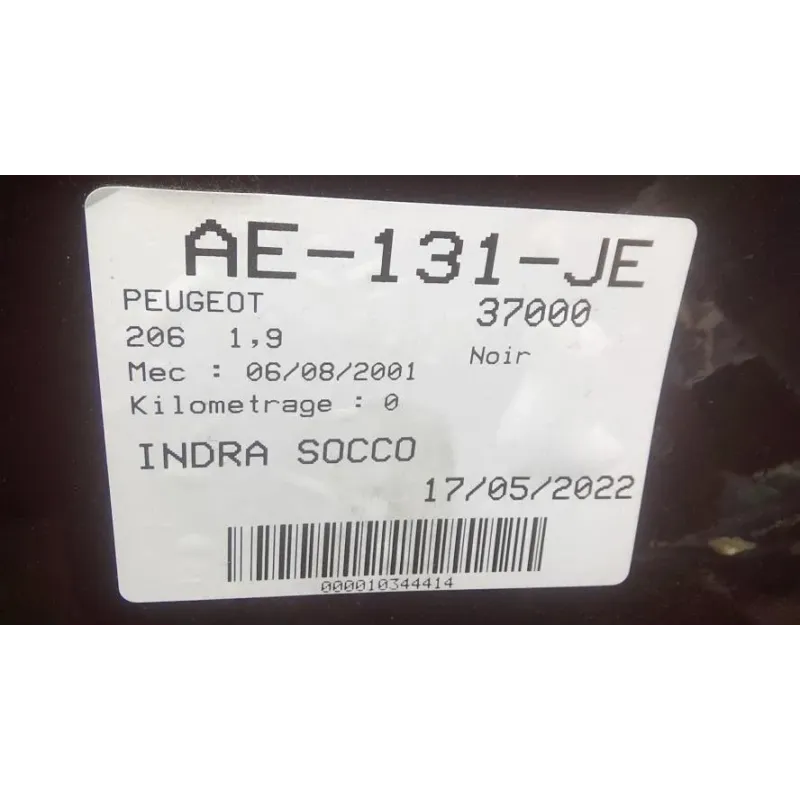 AE-131-JE
PEUGEOT 37000
206 1,9 Noir
Mec : 06/08/2001
Kilometrage : 0
INDRA SOCCO
17/05/2022
000010344414